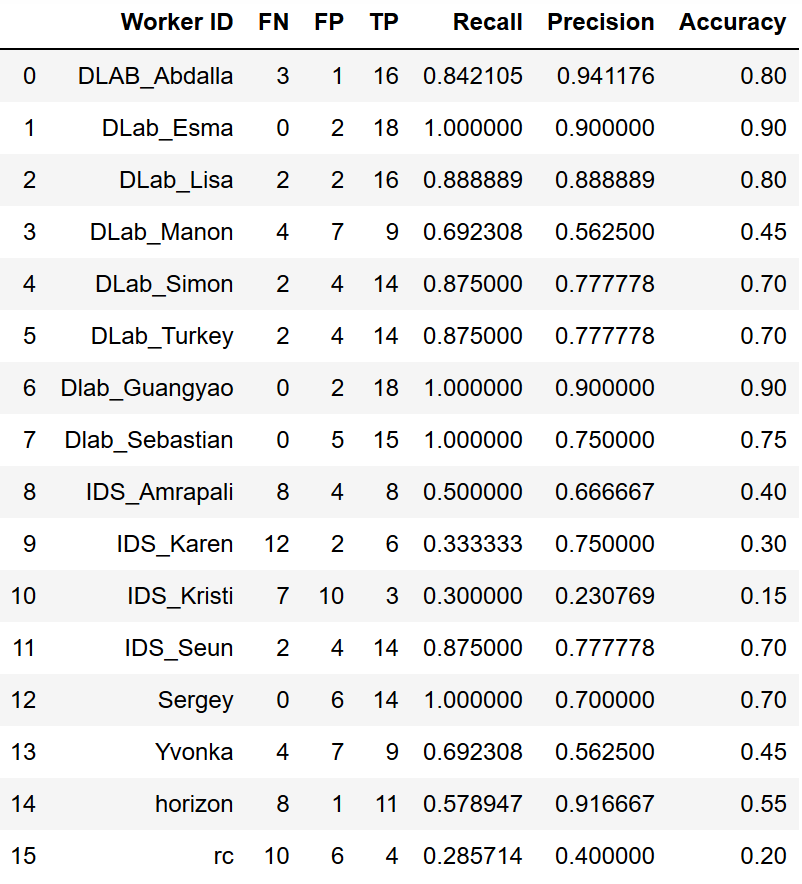 Worker ID FN FP TP Recall Precision Accuracy
0 DLAB_Abdalla 3 1 16 0.842105 0.941176 0.80
1 DLab_Esma 0 2 18 1.000000 0.900000 0.90
2 DLab_Lisa 2 2 16 0.888889 0.888889 0.80
3 DLab_Manon 4 7 9 0.692308 0.562500 0.45
4 DLab_Simon 2 4 14 0.875000 0.777778 0.70
5 DLab_Turkey 2 4 14 0.875000 0.777778 0.70
6 Dlab_Guangyao 0 2 18 1.000000 0.900000 0.90
7 Dlab_Sebastian 0 5 15 1.000000 0.750000 0.75
8 IDS_Amrapali 8 4 8 0.500000 0.666667 0.40
9 IDS_Karen 12 2 6 0.333333 0.750000 0.30
10 IDS_Kristi 7 10 3 0.300000 0.230769 0.15
11 IDS_Seun 2 4 14 0.875000 0.777778 0.70
12 Sergey 0 6 14 1.000000 0.700000 0.70
13 Yvonka 4 7 9 0.692308 0.562500 0.45
14 horizon 8 1 11 0.578947 0.916667 0.55
15 rc 10 6 4 0.285714 0.400000 0.20